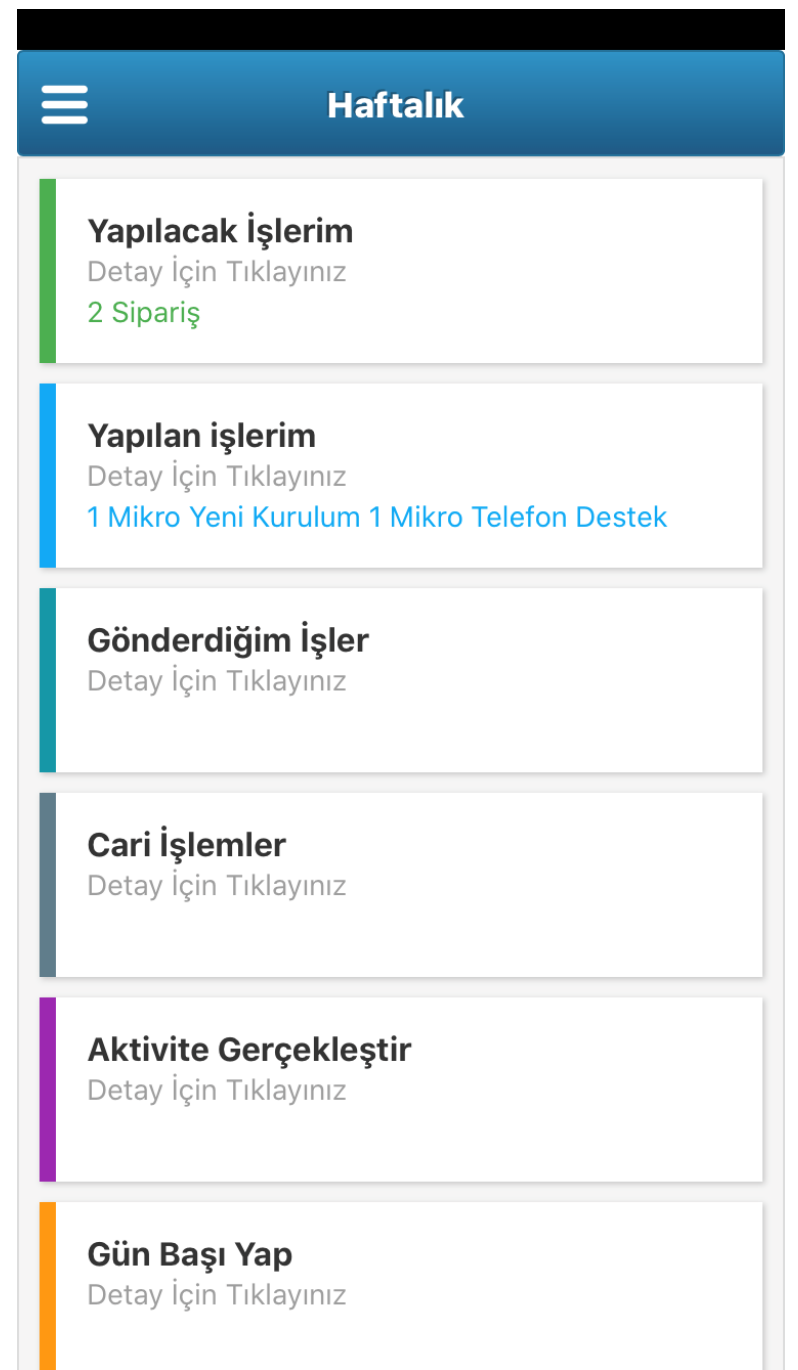 Haftalık
Yapılacak İşlerim
Detay İçin Tıklayınız
2 Sipariş
Yapılan işlerim
Detay İçin Tıklayınız
1 Mikro Yeni Kurulum 1 Mikro Telefon Destek
Gönderdiğim İşler
Detay İçin Tıklayınız
Cari İşlemler
Detay İçin Tıklayınız
Aktivite Gerçekleştir
Detay İçin Tıklayınız
Gün Başı Yap
Detay İçin Tıklayınız